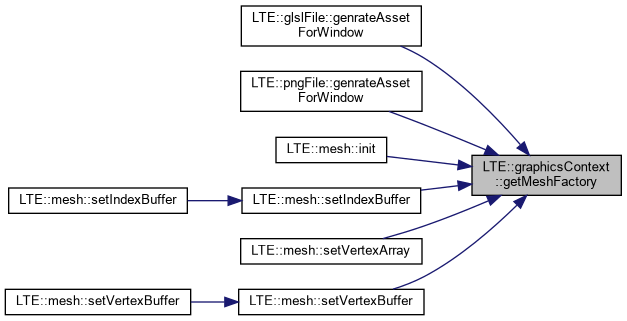 LTE::glslFile::genrateAsset
ForWindow
LTE::pngFile::genrateAsset
ForWindow
LTE::mesh::init
LTE::graphicsContext
::getMeshFactory
LTE::mesh::setIndexBuffer
LTE::mesh::setIndexBuffer
LTE::mesh::setVertexArray
LTE::mesh::setVertexBuffer
LTE::mesh::setVertexBuffer